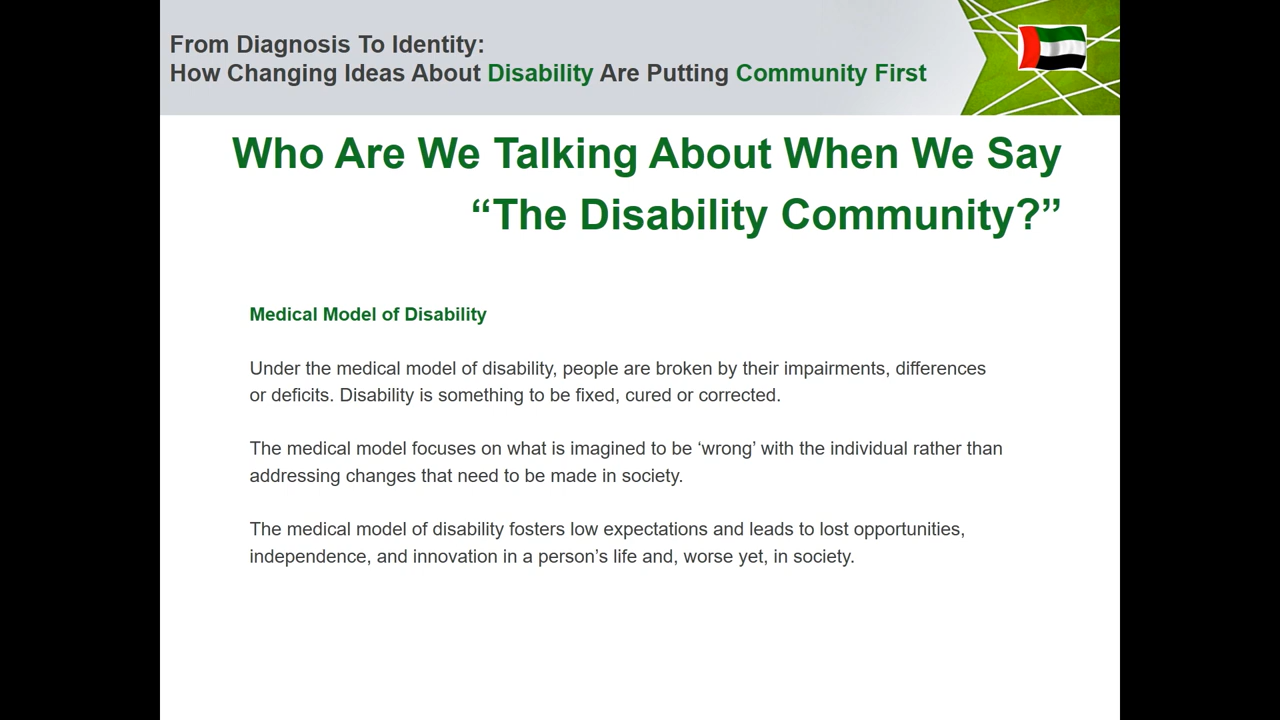 From Diagnosis To Identity:
How Changing Ideas About Disability Are Putting Community First
Who Are We Talking About When We Say
“The Disability Community?”
Medical Model of Disability
Under the medical model of disability, people are broken by their impairments, differences
or deficits. Disability is something to be fixed, cured or corrected.
The medical model focuses on what is imagined to be ‘wrong’ with the individual rather than
addressing changes that need to be made in society.
The medical model of disability fosters low expectations and leads to lost opportunities,
independence, and innovation in a person’s life and, worse yet, in society.